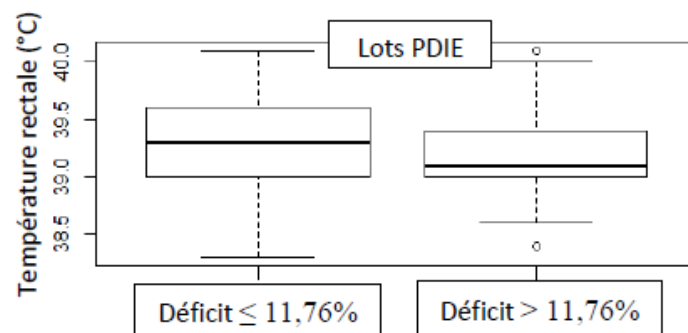 Lots PDIE
Température rectale (°C)
40.0
39.5
39.0
38.5
Déficit ≤ 11,76%
Déficit > 11,76%